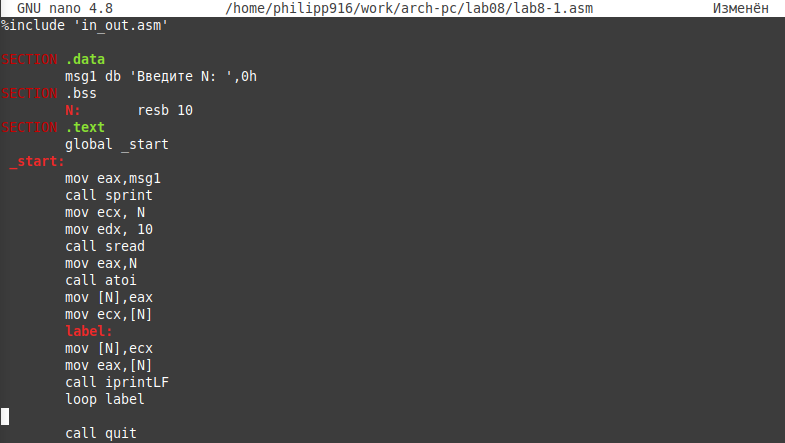 GNU nano 4.8 /home/philipp916/work/arch-pc/lab08/lab8-1.asm Изменён
%include 'in_out.asm'
SECTION .data
msg1 db 'Введите N: ',0h
SECTION .bss
N: resb 10
SECTION .text
global _start
_start:
mov eax,msg1
call sprint
mov ecx, N
mov edx, 10
call sread
mov eax,N
call atoi
mov [N],eax
mov ecx,[N]
label:
mov [N],ecx
mov eax,[N]
call iprintLF
loop label
call quit